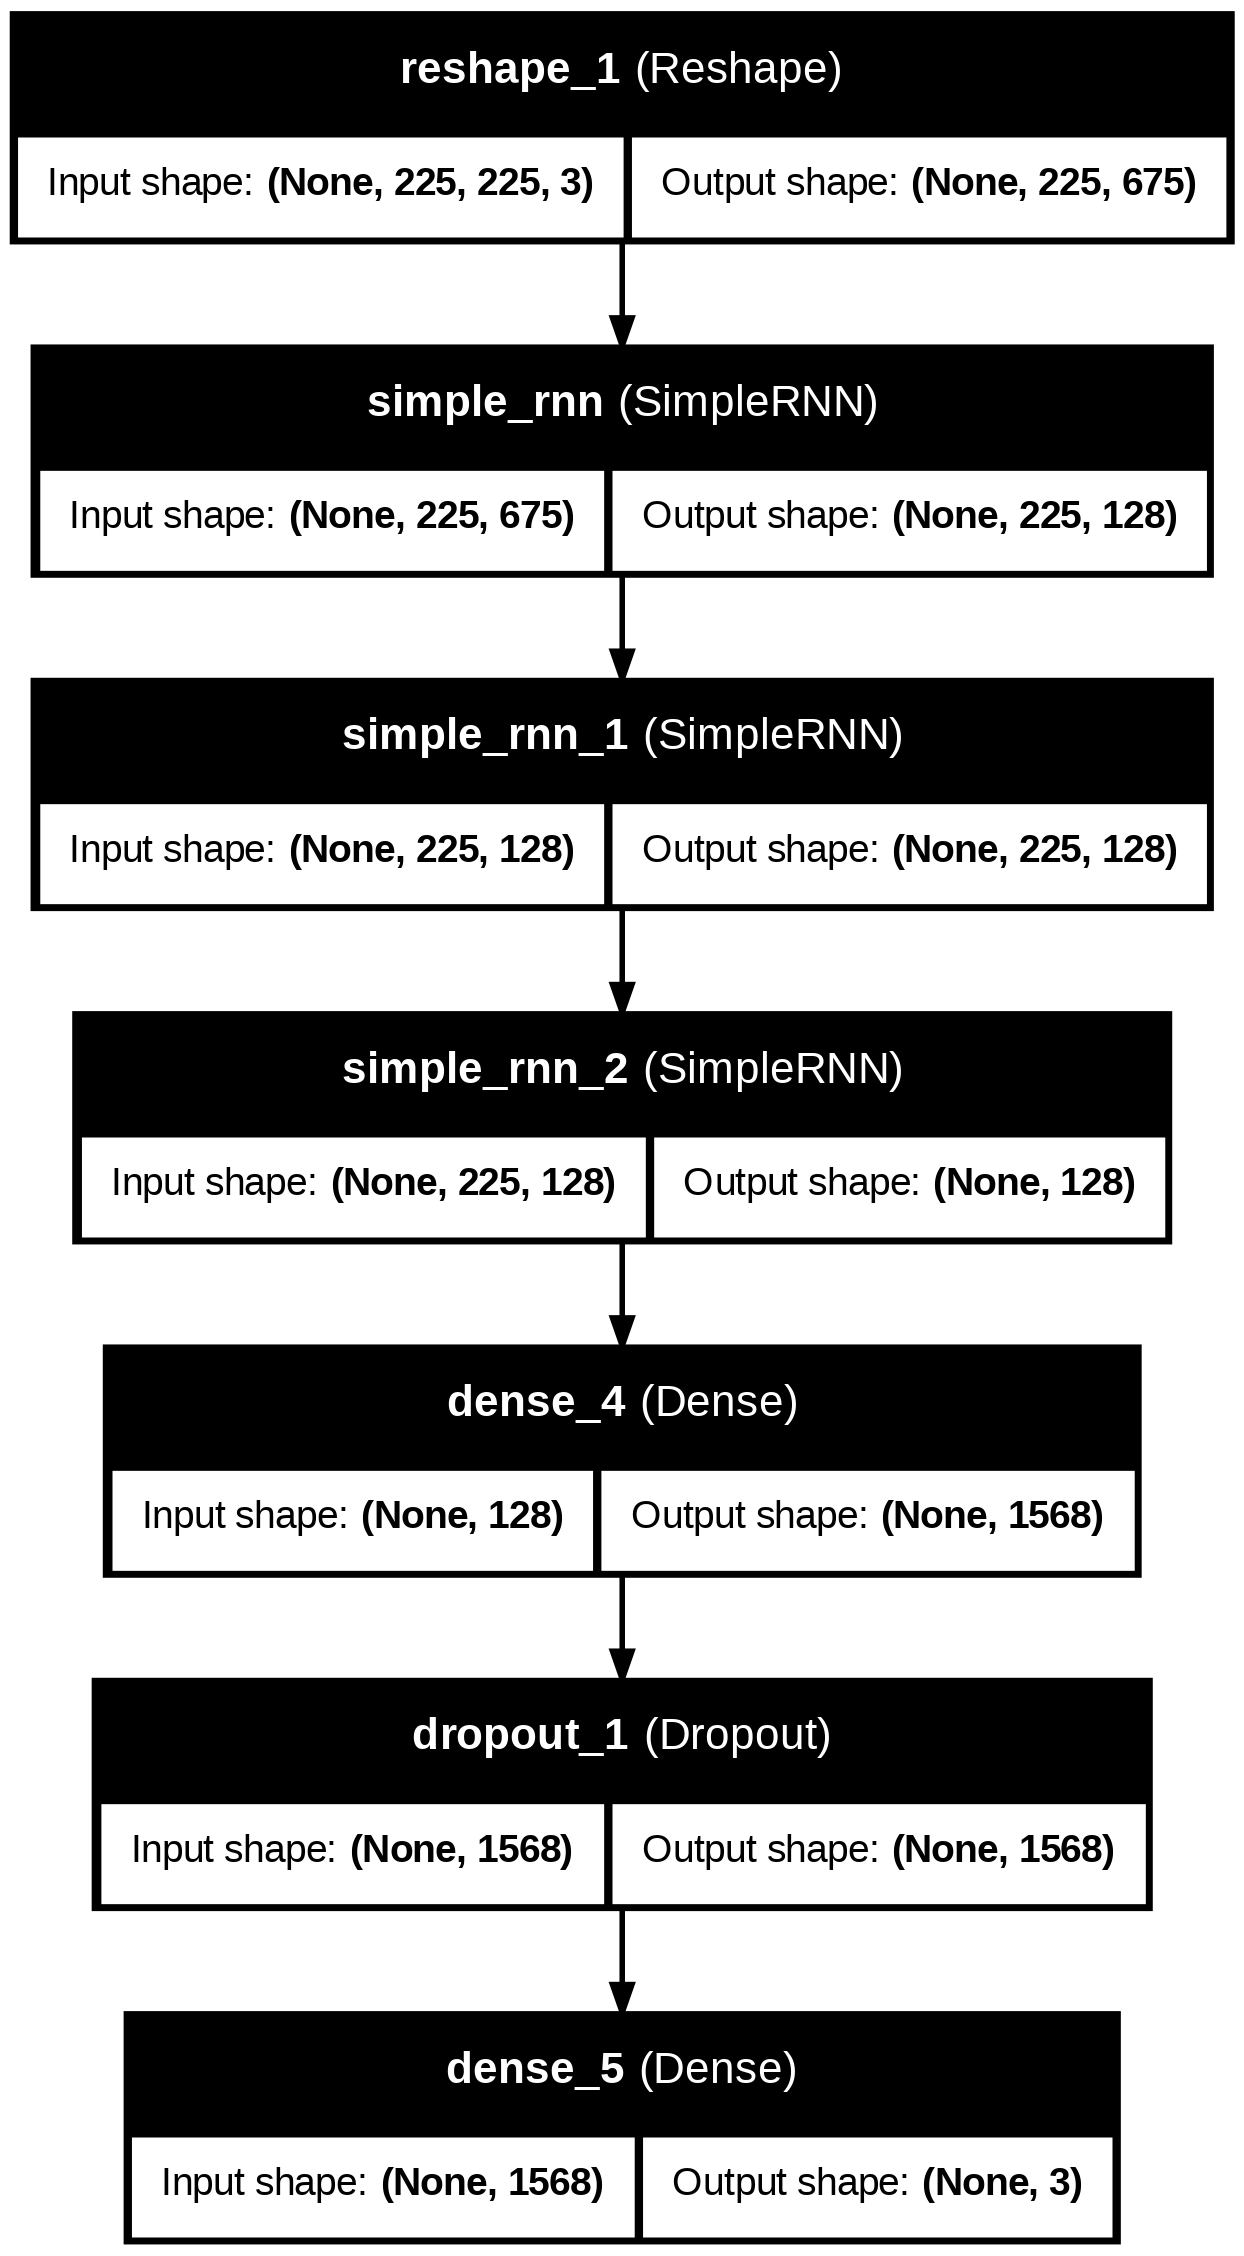 reshape_1 (Reshape)
Input shape: (None, 225, 225, 3) Output shape: (None, 225, 675)
simple_rnn (SimpleRNN)
Input shape: (None, 225, 675) Output shape: (None, 225, 128)
simple_rnn_1 (SimpleRNN)
Input shape: (None, 225, 128) Output shape: (None, 225, 128)
simple_rnn_2 (SimpleRNN)
Input shape: (None, 225, 128) Output shape: (None, 128)
dense_4 (Dense)
Input shape: (None, 128) Output shape: (None, 1568)
dropout_1 (Dropout)
Input shape: (None, 1568) Output shape: (None, 1568)
dense_5 (Dense)
Input shape: (None, 1568) Output shape: (None, 3)